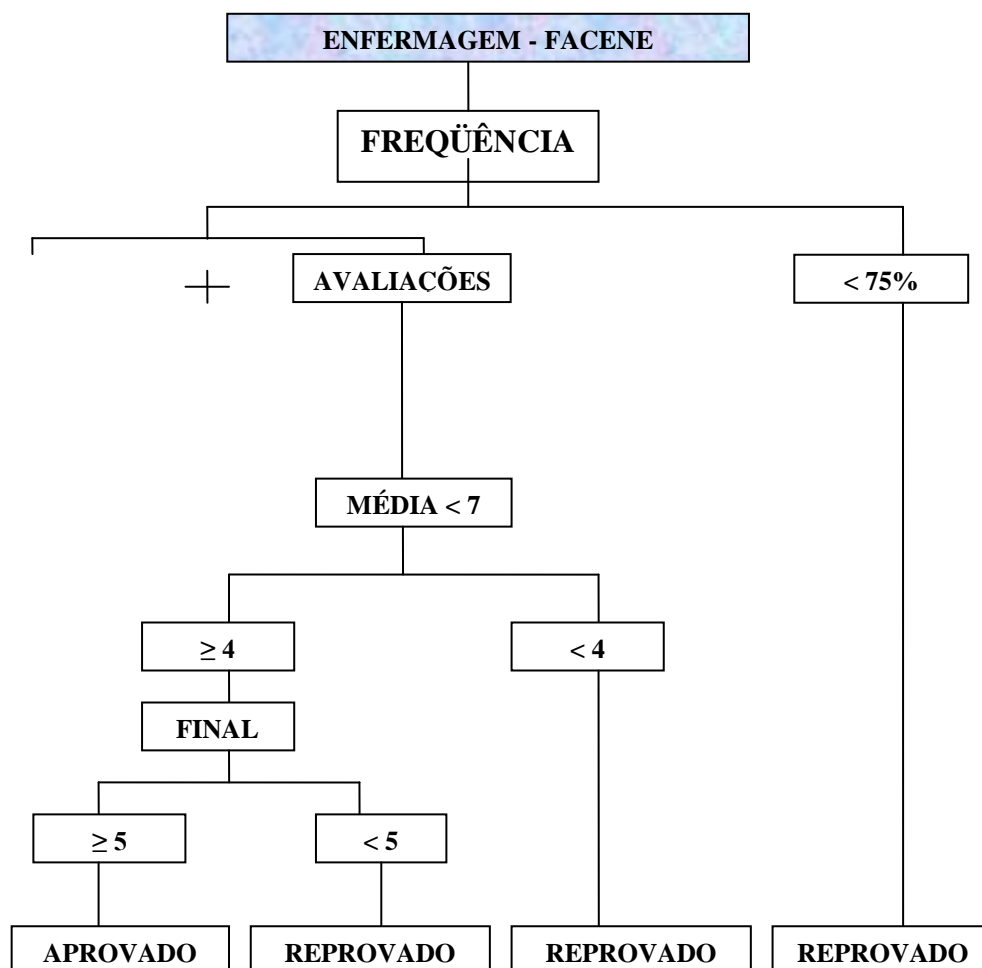 ENFERMAGEM - FACENE
FREQÜÊNCIA
AVALIAÇÕES
< 75%
MÉDIA < 7
≥ 4
< 4
FINAL
≥ 5
< 5
APROVADO
REPROVADO
REPROVADO
REPROVADO